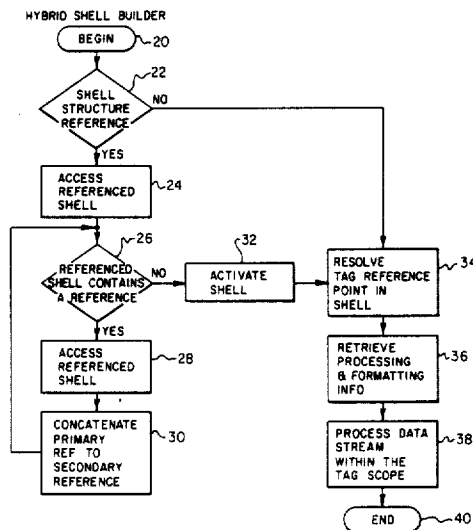 HYBRID SHELL BUILDER
BEGIN
20
22
SHELL
STRUCTURE
REFERENCE
NO
YES
ACCESS
REFERENCED
SHELL
24
26
REFERENCED
SHELL CONTAINS
A REFERENCE
NO
32
ACTIVATE
SHELL
RESOLVE
TAG REFERENCE
POINT IN
SHELL
34
YES
ACCESS
REFERENCED
SHELL
28
RETRIEVE
PROCESSING
& FORMATTING
INFO
36
CONCATENATE
PRIMARY
REF TO
SECONDARY
REFERENCE
30
PROCESS DATA
STREAM
WITHIN THE
TAG SCOPE
38
END
40